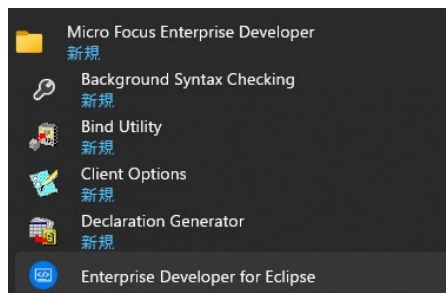 Micro Focus Enterprise Developer
新規
Background Syntax Checking
新規
Bind Utility
新規
Client Options
新規
Declaration Generator
新規
Enterprise Developer for Eclipse